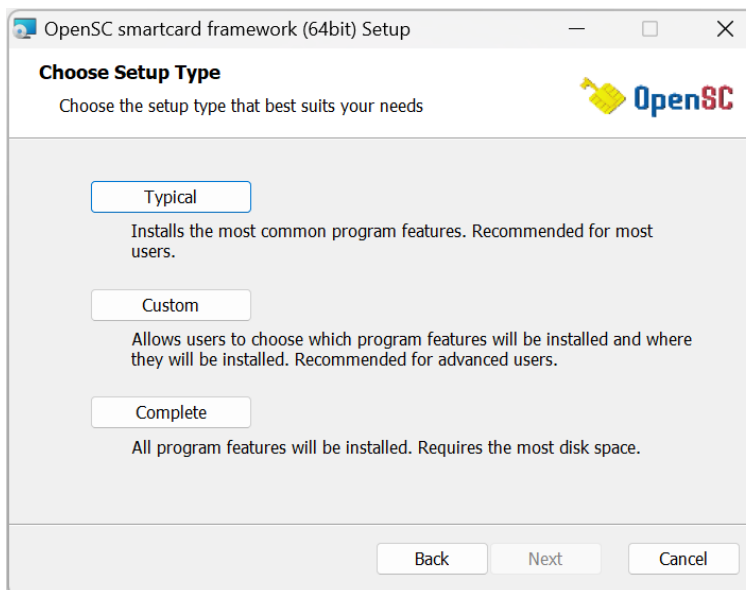 OpenSC smartcard framework (64bit) Setup
Choose Setup Type
Choose the setup type that best suits your needs
OpenSC
Typical
Installs the most common program features. Recommended for most
users.
Custom
Allows users to choose which program features will be installed and where
they will be installed. Recommended for advanced users.
Complete
All program features will be installed. Requires the most disk space.
Back
Next
Cancel